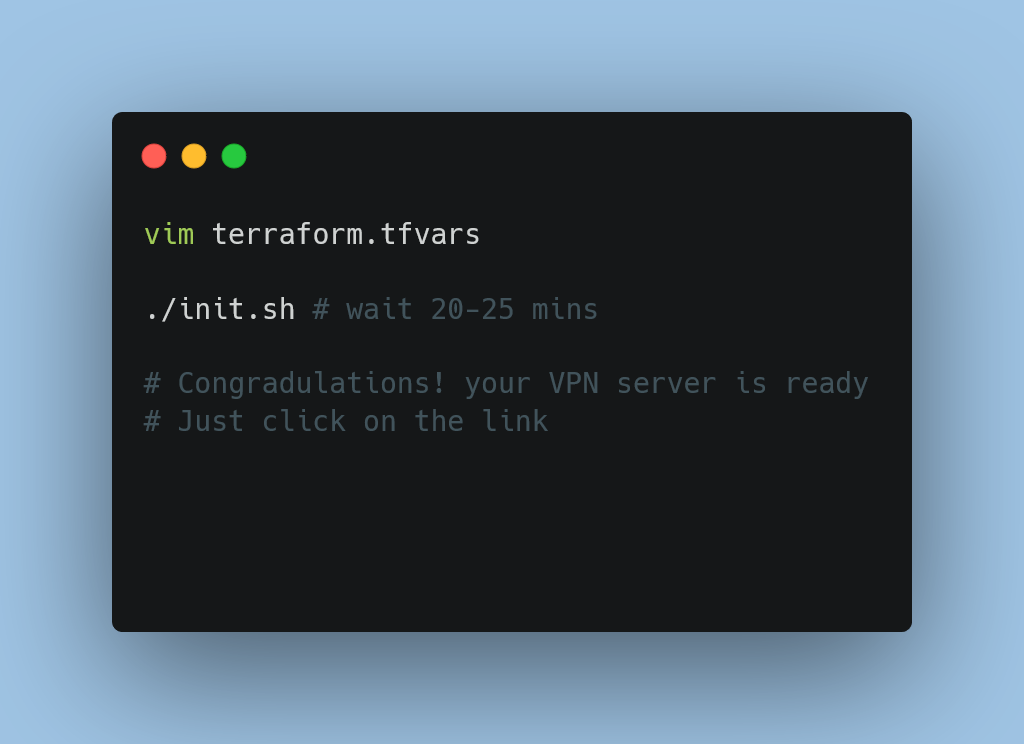 vim terraform.tfvars
./init.sh # wait 20-25 mins
# Congradulations! your VPN server is ready
# Just click on the link